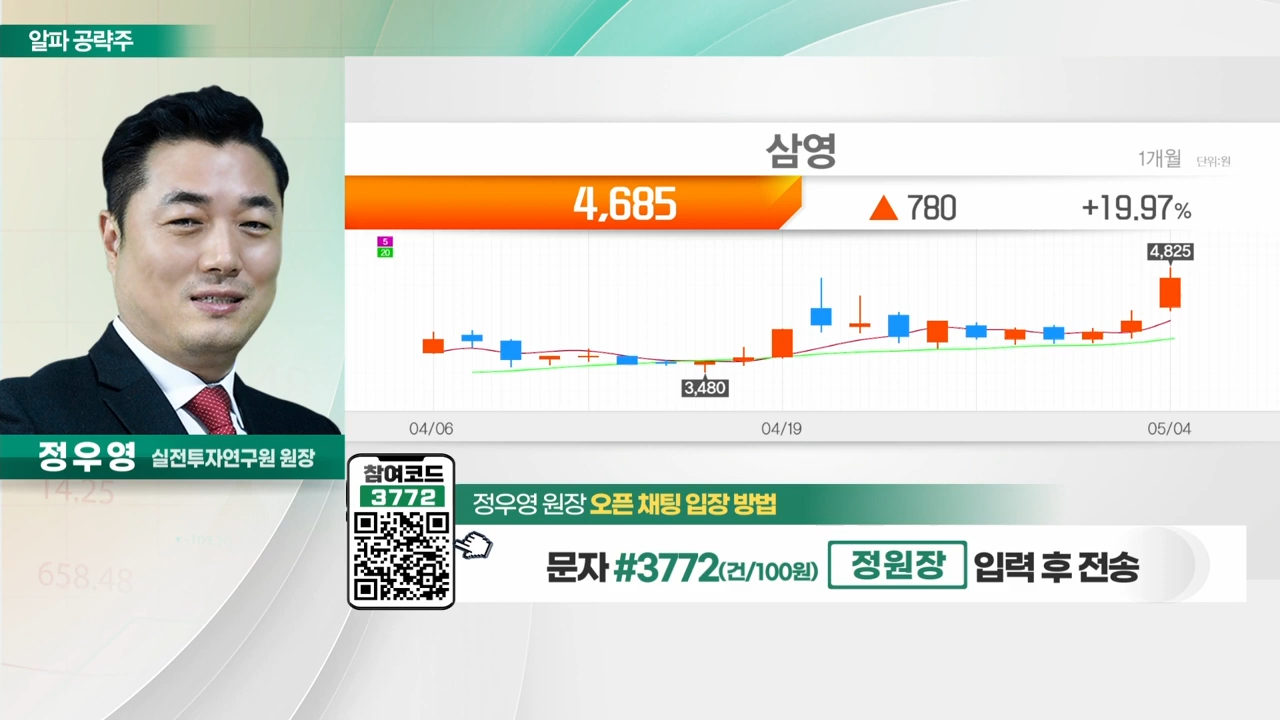 알파 공략주
삼영
1개월 단위:원
4,685 ▲ 780 +19.97%
5
20
4,825
3,480
04/06 04/19 05/04
정우영 실전투자연구원 원장
14.25
658.48
참여코드
3772
정우영 원장 오픈 채팅 입장 방법
문자 #3772(건/100원) 정원장 입력 후 전송